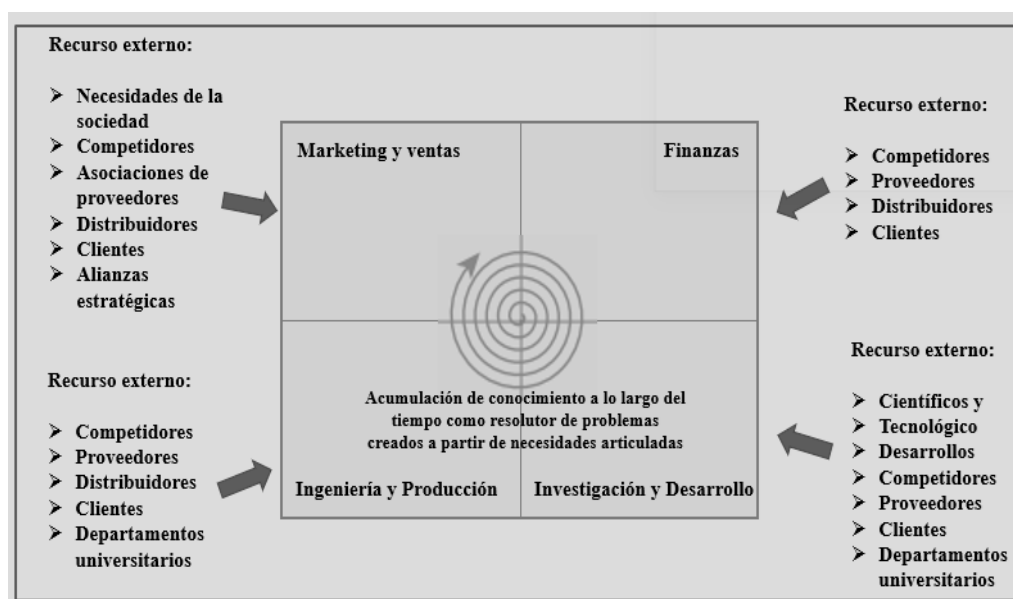 Recurso externo:
➢ Necesidades de la
sociedad
➢ Competidores
➢ Asociaciones de
proveedores
➢ Distribuidores
➢ Clientes
➢ Alianzas
estratégicas
Marketing y ventas
Finanzas
Recurso externo:
➢ Competidores
➢ Proveedores
➢ Distribuidores
➢ Clientes
Recurso externo:
➢ Competidores
➢ Proveedores
➢ Distribuidores
➢ Clientes
➢ Departamentos
universitarios
Acumulación de conocimiento a lo largo del
tiempo como resolutor de problemas
creados a partir de necesidades articuladas
Ingeniería y Producción
Investigación y Desarrollo
Recurso externo:
➢ Científicos y
➢ Tecnológico
➢ Desarrollos
➢ Competidores
➢ Proveedores
➢ Clientes
➢ Departamentos
universitarios